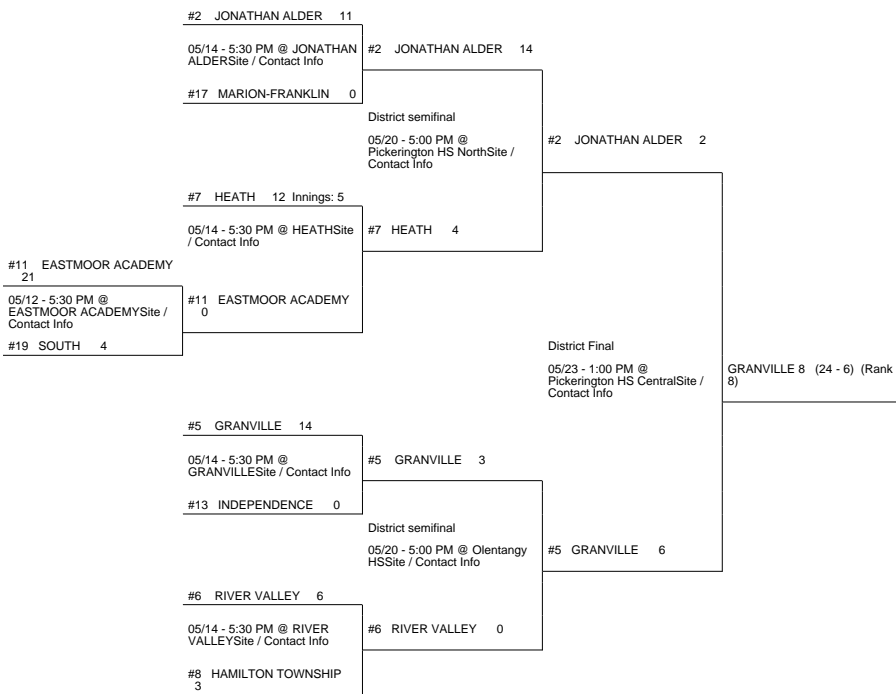 #2 JONATHAN ALDER 11
05/14 - 5:30 PM @ JONATHAN
ALDERSite / Contact Info
#17 MARION-FRANKLIN 0
#2 JONATHAN ALDER 14
District semifinal
05/20 - 5:00 PM @
Pickerington HS NorthSite /
Contact Info
#2 JONATHAN ALDER 2
#7 HEATH 12 Innings: 5
05/14 - 5:30 PM @ HEATHSite
/ Contact Info
#7 HEATH 4
#11 EASTMOOR ACADEMY
21
05/12 - 5:30 PM @
EASTMOOR ACADEMYSite /
Contact Info
#19 SOUTH 4
#11 EASTMOOR ACADEMY
0
District Final
05/23 - 1:00 PM @
Pickerington HS CentralSite /
Contact Info
GRANVILLE 8 (24 - 6) (Rank
8)
#5 GRANVILLE 14
05/14 - 5:30 PM @
GRANVILLESite / Contact Info
#13 INDEPENDENCE 0
#5 GRANVILLE 3
District semifinal
05/20 - 5:00 PM @ Olentangy
HSSite / Contact Info
#5 GRANVILLE 6
#6 RIVER VALLEY 6
05/14 - 5:30 PM @ RIVER
VALLEYSite / Contact Info
#6 RIVER VALLEY 0
#8 HAMILTON TOWNSHIP
3